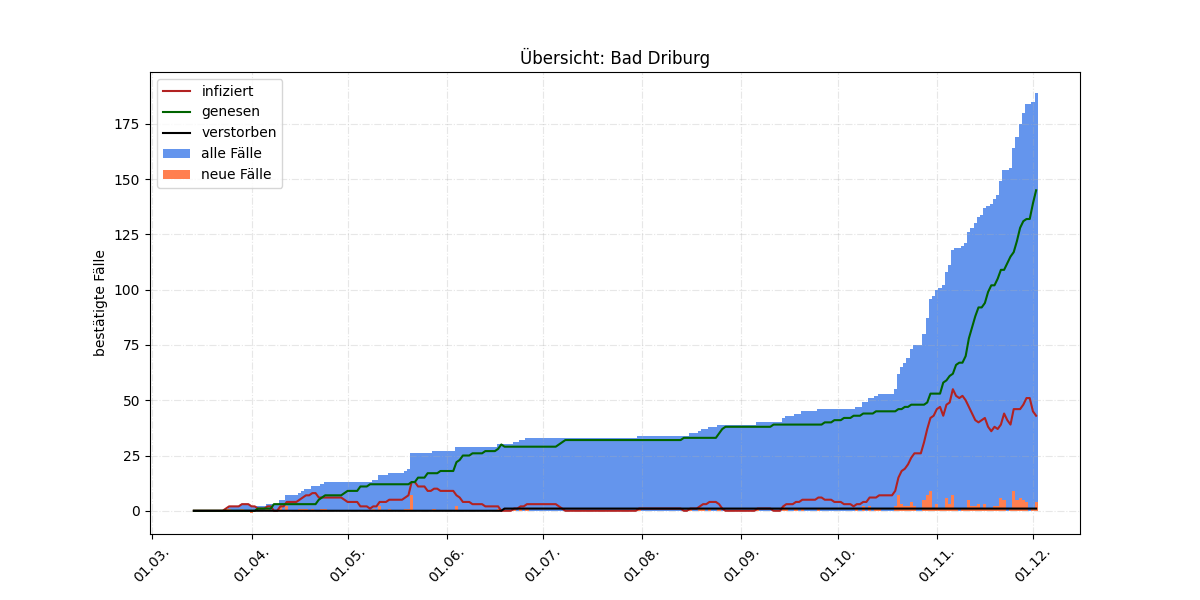 Übersicht: Bad Driburg
infiziert
genesen
verstorben
alle Fälle
neue Fälle
bestätigte Fälle
175
150
125
100
75
50
25
0
01.03.
01.04.
01.05.
01.06.
01.07.
01.08.
01.09.
01.10.
01.11.
01.12.